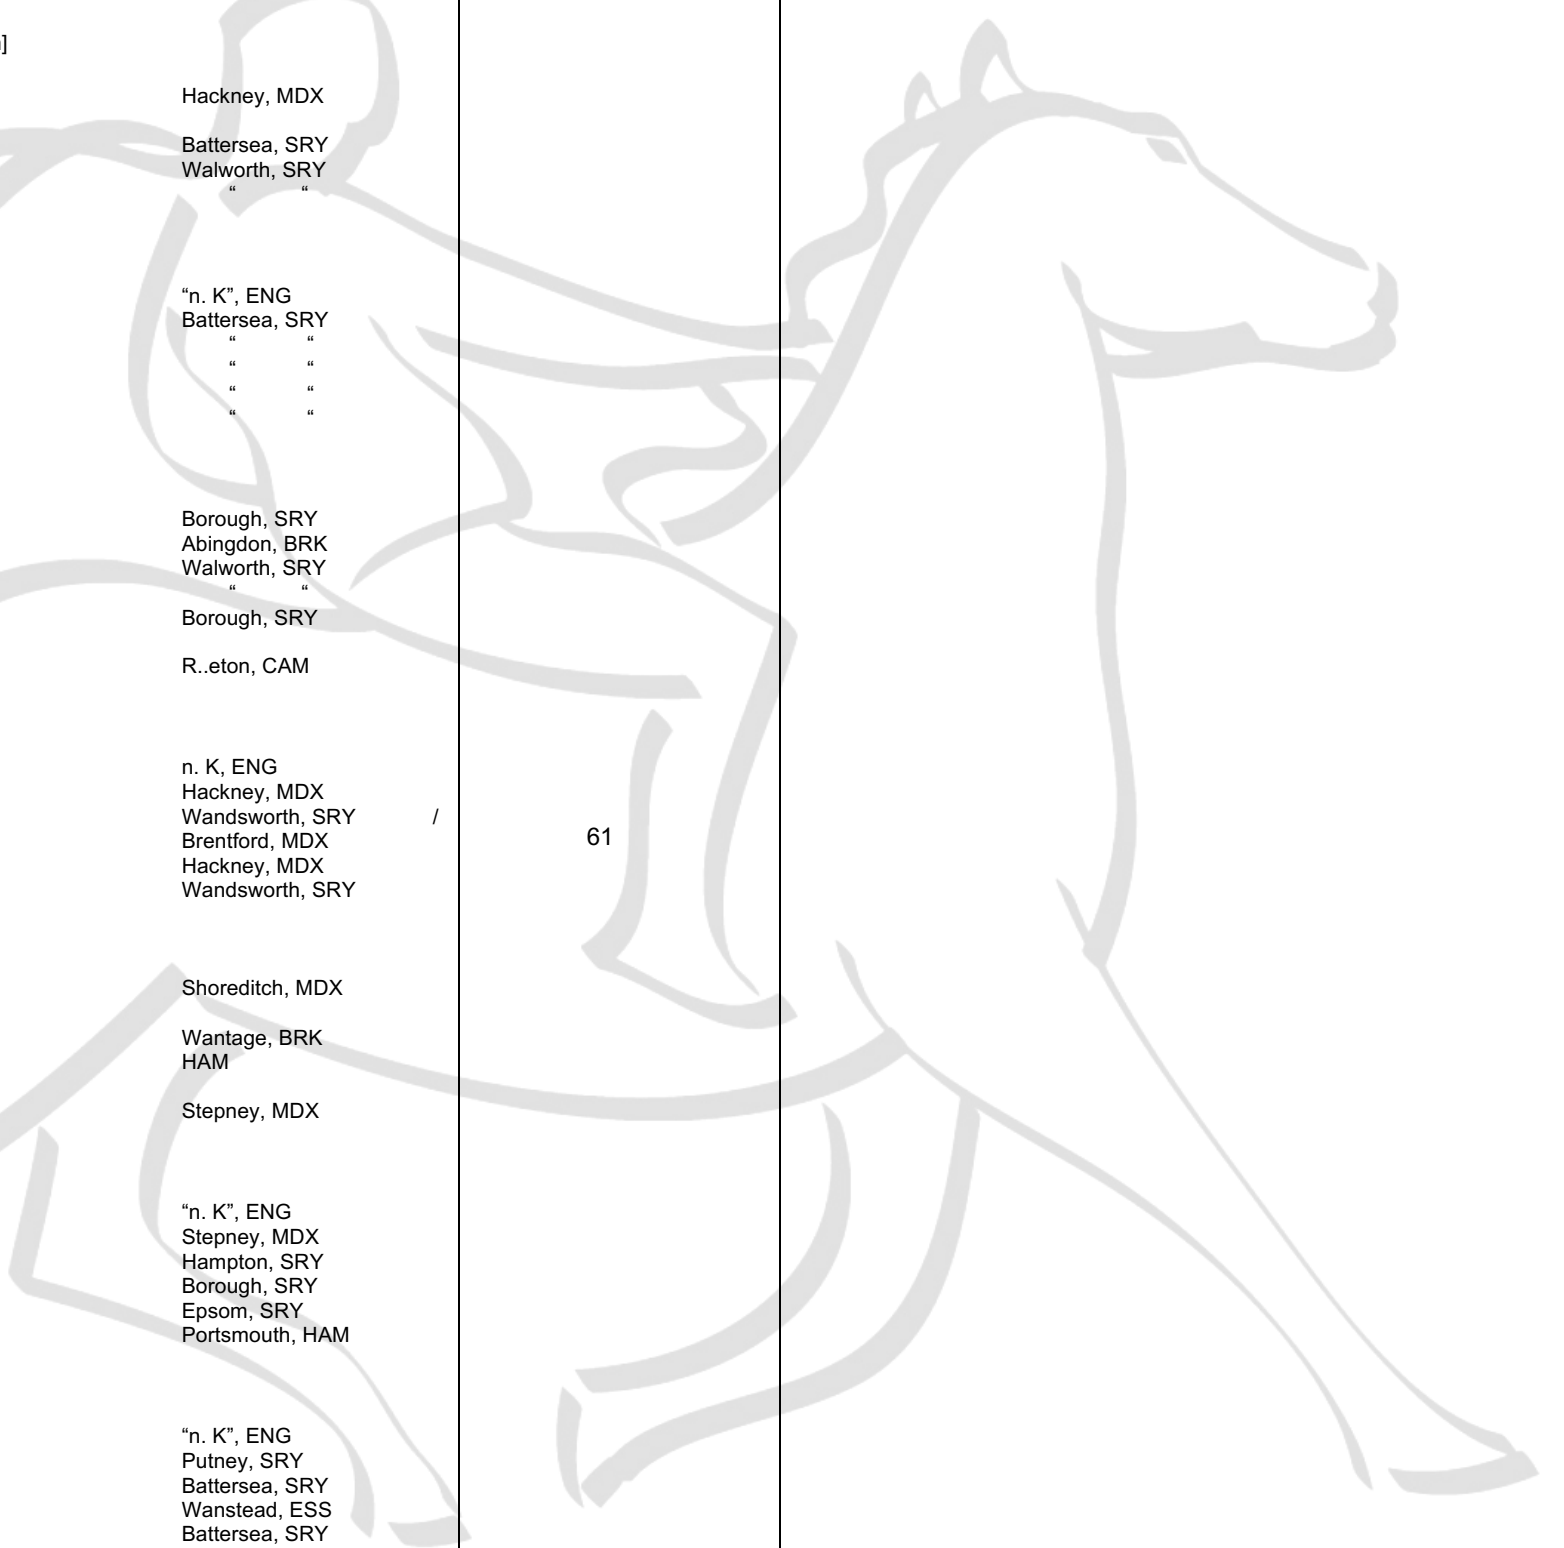 ]
Hackney, MDX
Battersea, SRY
Walworth, SRY
“ “
“n. K”, ENG
Battersea, SRY
“ “
“ “
“ “
“ “
Borough, SRY
Abingdon, BRK
Walworth, SRY
“ “
Borough, SRY
R..eton, CAM
n. K, ENG
Hackney, MDX
Wandsworth, SRY /
Brentford, MDX 61
Hackney, MDX
Wandsworth, SRY
Shoreditch, MDX
Wantage, BRK
HAM
Stepney, MDX
“n. K”, ENG
Stepney, MDX
Hampton, SRY
Borough, SRY
Epsom, SRY
Portsmouth, HAM
“n. K”, ENG
Putney, SRY
Battersea, SRY
Wanstead, ESS
Battersea, SRY